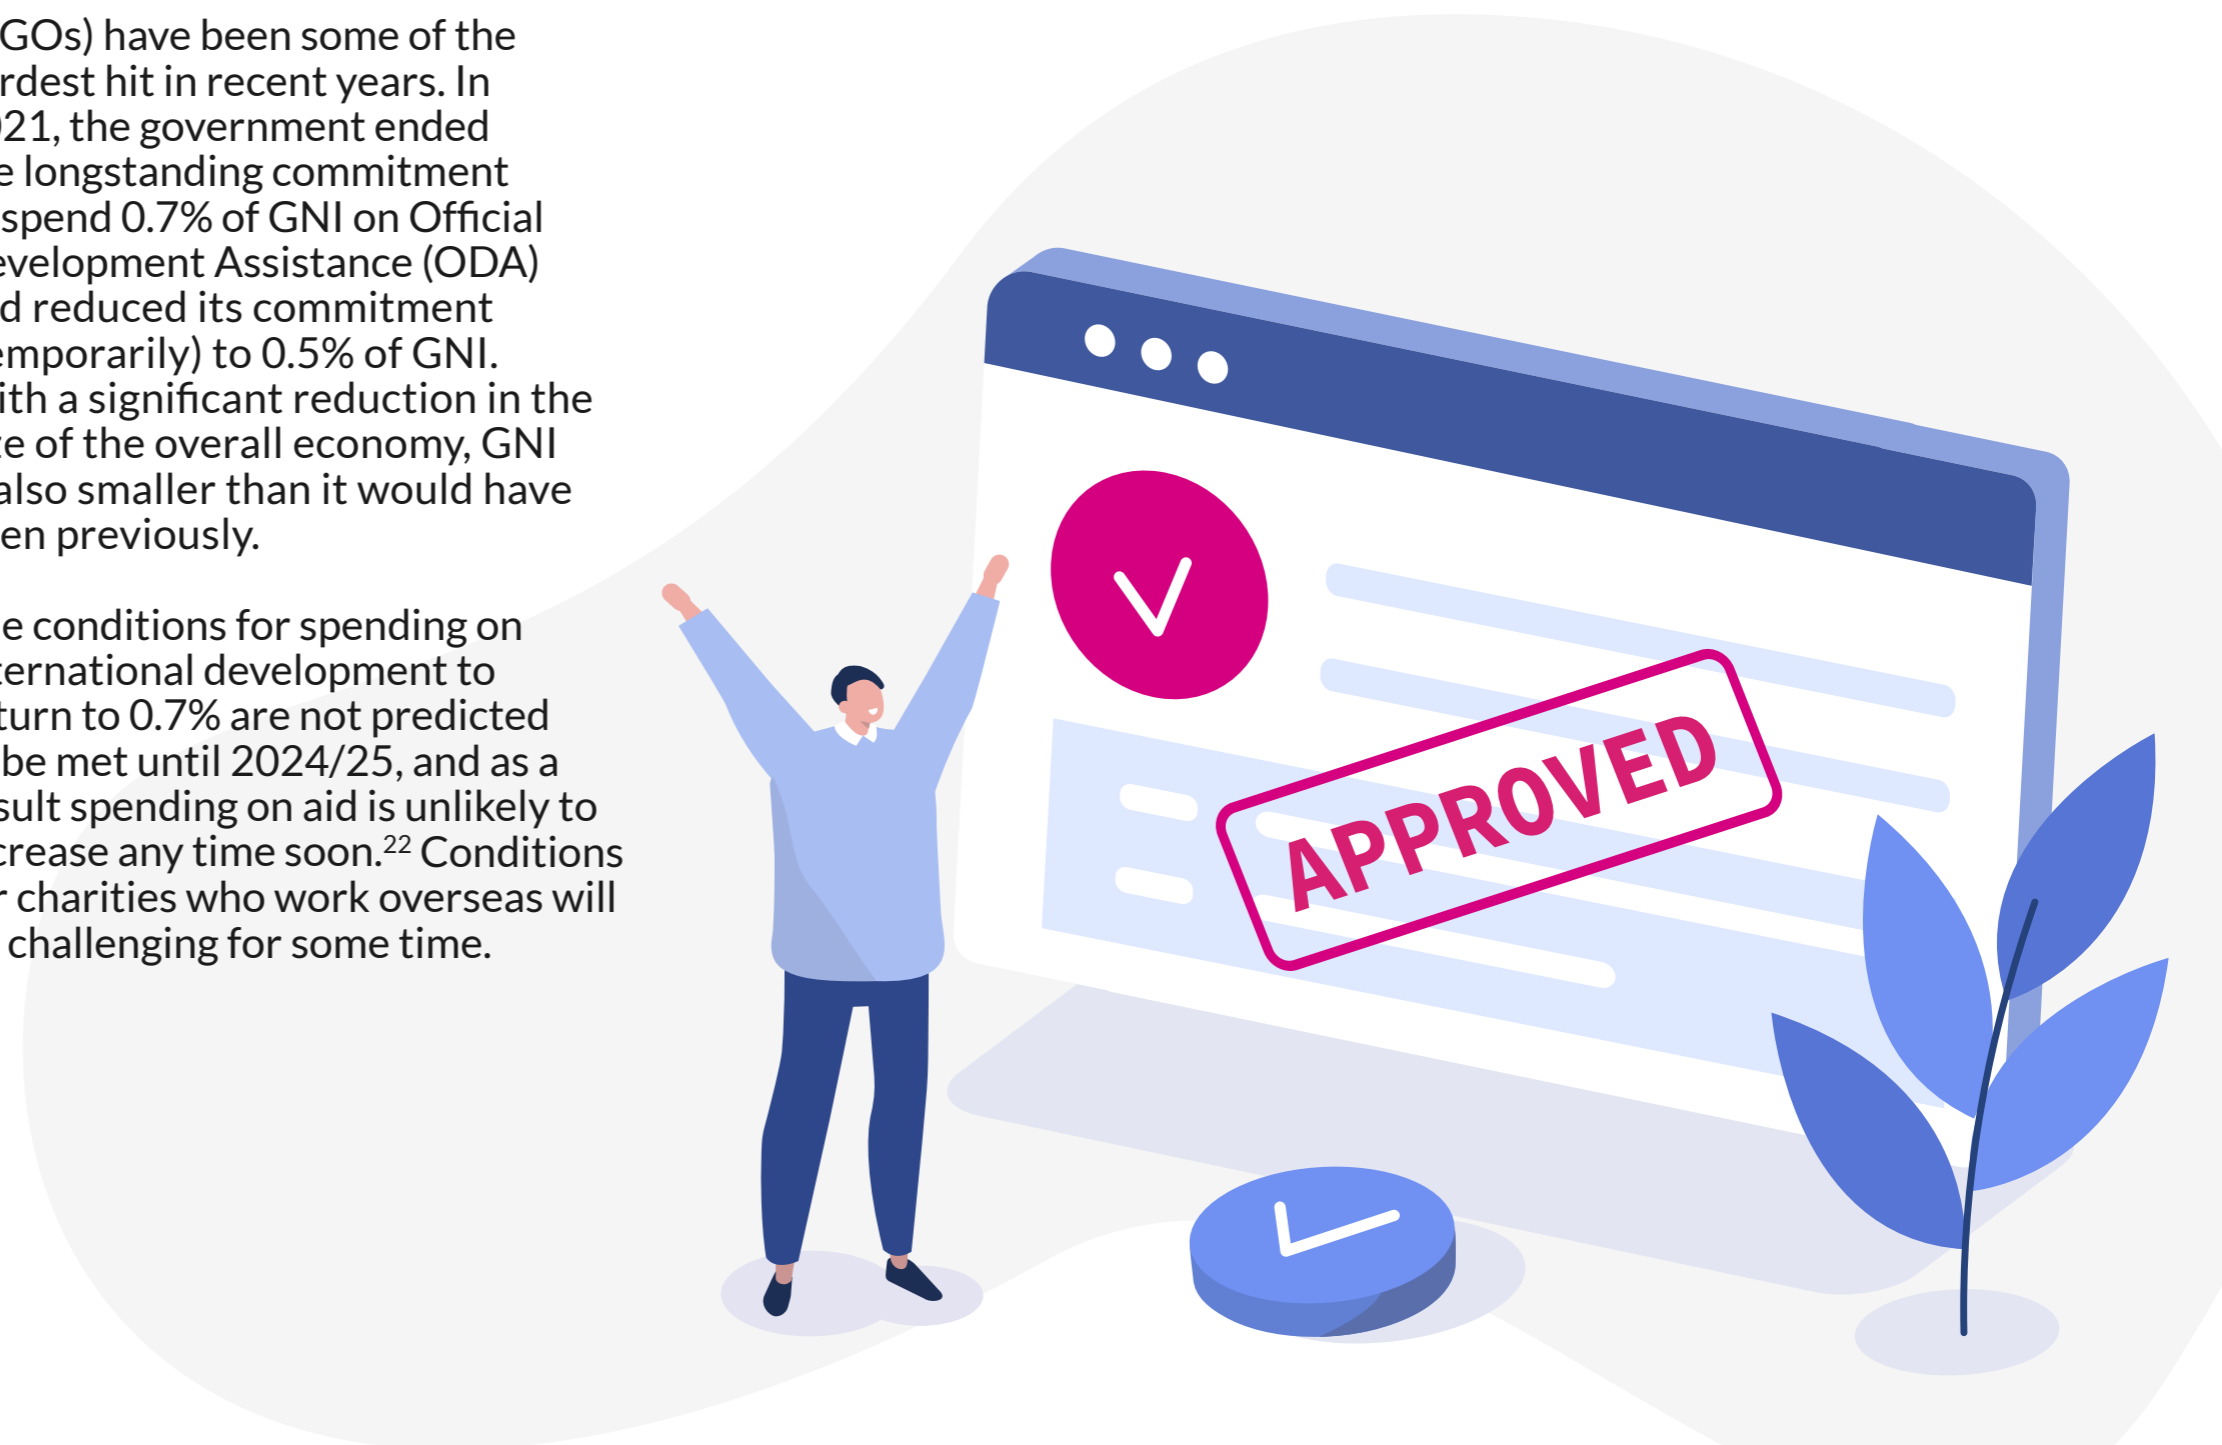 GOs) have been some of the
rdest hit in recent years. In
021, the government ended
e longstanding commitment
spend 0.7% of GNI on Official
evelopment Assistance (ODA)
d reduced its commitment
emporarily) to 0.5% of GNI.
ith a significant reduction in the
ze of the overall economy, GNI
also smaller than it would have
en previously.
e conditions for spending on
ternational development to
turn to 0.7% are not predicted
be met until 2024/25, and as a
sult spending on aid is unlikely to
crease any time soon.²² Conditions
r charities who work overseas will
challenging for some time.
APPROVED